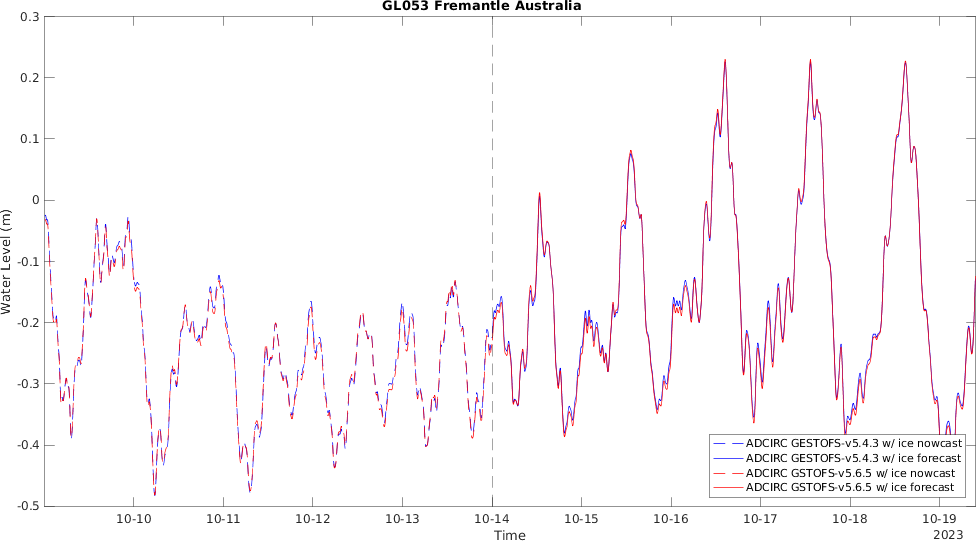 GL053 Fremantle Australia
0.3
0.2
0.1
0
-0.1
-0.2
-0.3
-0.4
-0.5
Water Level (m)
ADCIRC GESTOFS-v5.4.3 w/ ice nowcast
ADCIRC GESTOFS-v5.4.3 w/ ice forecast
ADCIRC GSTOFS-v5.6.5 w/ ice nowcast
ADCIRC GSTOFS-v5.6.5 w/ ice forecast
10-10 10-11 10-12 10-13 10-14 10-15 10-16 10-17 10-18 10-19
Time 2023